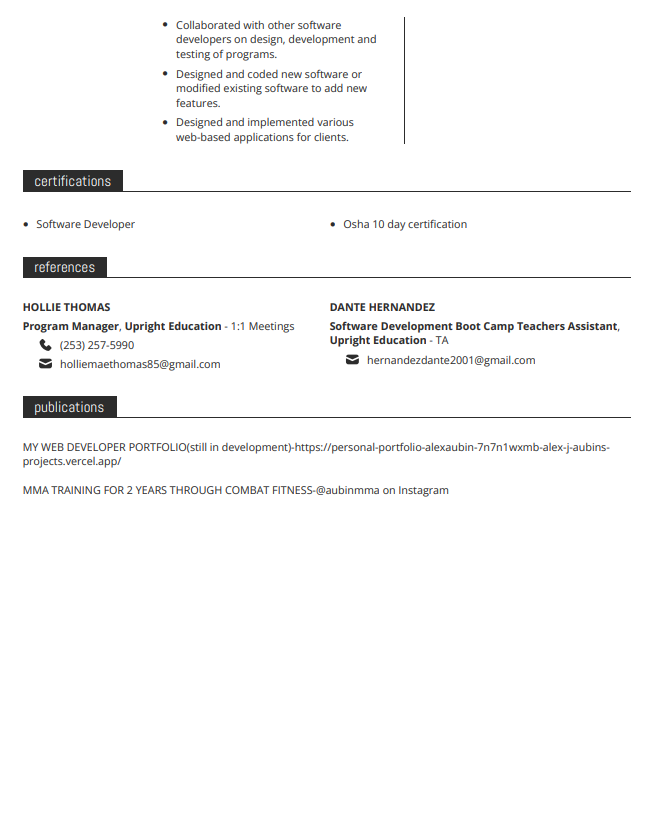 Collaborated with other software
developers on design, development and
testing of programs.
Designed and coded new software or
modified existing software to add new
features.
Designed and implemented various
web-based applications for clients.
certifications
Software Developer
Osha 10 day certification
references
HOLLIE THOMAS
Program Manager, Upright Education - 1:1 Meetings
(253) 257-5990
holliemaethomas85@gmail.com
DANTE HERNANDEZ
Software Development Boot Camp Teachers Assistant,
Upright Education - TA
hernandezdante2001@gmail.com
publications
MY WEB DEVELOPER PORTFOLIO(still in development)-https://personal-portfolio-alexaubin-7n7n1wxmb-alex-j-aubins-
projects.vercel.app/
MMA TRAINING FOR 2 YEARS THROUGH COMBAT FITNESS-@aubinmma on Instagram